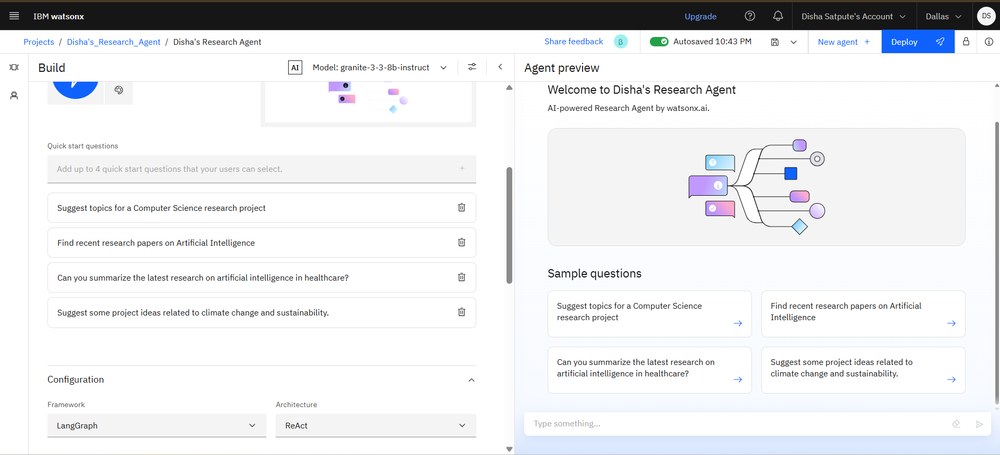 IBM watsonx
Upgrade
Disha Satpute's Account
Dallas
DS
Projects / Disha's_Research_Agent / Disha's Research Agent
Share feedback
β
Autosaved 10:43 PM
New agent +
Deploy
Build
AI
Model: granite-3-3-8b-instruct
Agent preview
Quick start questions
Add up to 4 quick start questions that your users can select.
Suggest topics for a Computer Science research project
Find recent research papers on Artificial Intelligence
Can you summarize the latest research on artificial intelligence in healthcare?
Suggest some project ideas related to climate change and sustainability.
Configuration
Framework
Architecture
LangGraph
ReAct
Welcome to Disha's Research Agent
AI-powered Research Agent by watsonx.ai.
Sample questions
Suggest topics for a Computer Science
research project
Find recent research papers on Artificial
Intelligence
Can you summarize the latest research on
artificial intelligence in healthcare?
Suggest some project ideas related to
climate change and sustainability.
Type something...